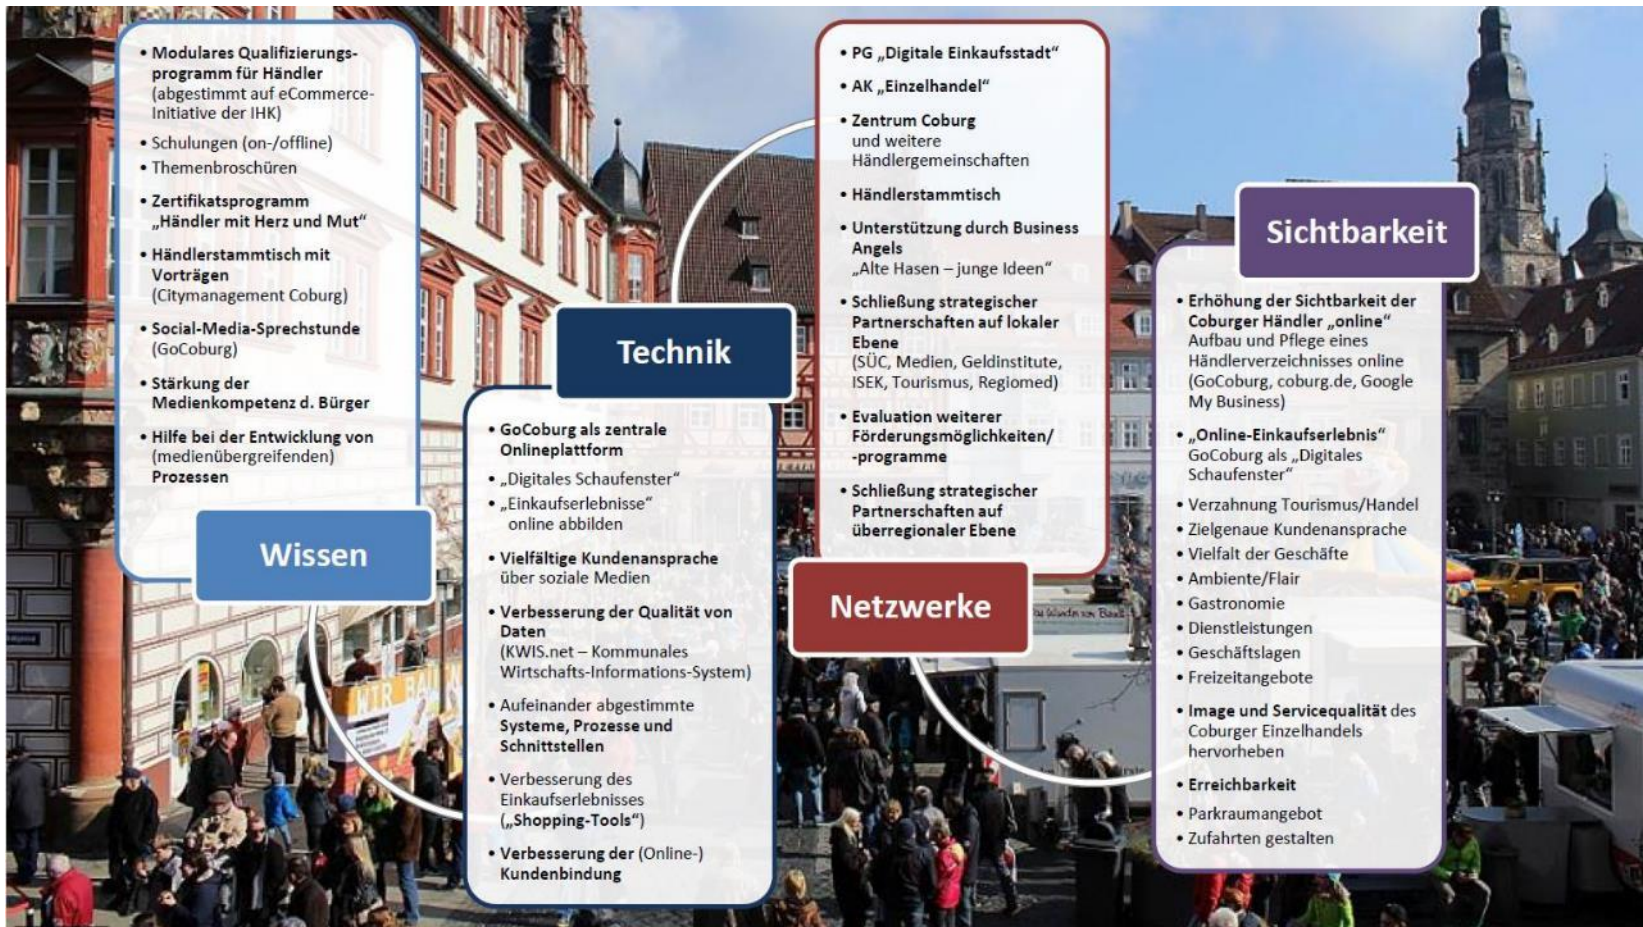 • Modulares Qualifizierungs-
programm für Händler
(abgestimmt auf eCommerce-
Initiative der IHK)
• Schulungen (on-/offline)
• Themenbroschüren
• Zertifikatsprogramm
„Händler mit Herz und Mut“
• Händlerstammtisch mit
Vorträgen
(Citymanagement Coburg)
• Social-Media-Sprechstunde
(GoCoburg)
• Stärkung der
Medienkompetenz d. Bürger
• Hilfe bei der Entwicklung von
(medienübergreifenden)
Prozessen
Wissen
Technik
• GoCoburg als zentrale
Onlineplattform
• „Digitales Schaufenster“
• „Einkaufserlebnisse“
online abbilden
• Vielfältige Kundenansprache
über soziale Medien
• Verbesserung der Qualität von
Daten
(KWIS.net – Kommunales
Wirtschafts-Informations-System)
• Aufeinander abgestimmte
Systeme, Prozesse und
Schnittstellen
• Verbesserung des
Einkaufserlebnisses
(„Shopping-Tools“)
• Verbesserung der (Online-)
Kundenbindung
• PG „Digitale Einkaufsstadt“
• AK „Einzelhandel“
• Zentrum Coburg
und weitere
Händlergemeinschaften
• Händlerstammtisch
• Unterstützung durch Business
Angels
„Alte Hasen – junge Ideen“
• Schließung strategischer
Partnerschaften auf lokaler
Ebene
(SÜC, Medien, Geldinstitute,
ISEK, Tourismus, Regiomed)
• Evaluation weiterer
Förderungsmöglichkeiten/
-programme
• Schließung strategischer
Partnerschaften auf
überregionaler Ebene
Netzwerke
Sichtbarkeit
• Erhöhung der Sichtbarkeit der
Coburger Händler „online“
Aufbau und Pflege eines
Händlerverzeichnisses online
(GoCoburg, coburg.de, Google
My Business)
• „Online-Einkaufserlebnis“
GoCoburg als „Digitales
Schaufenster“
• Verzahnung Tourismus/Handel
• Zielgenaue Kundenansprache
• Vielfalt der Geschäfte
• Ambiente/Flair
• Gastronomie
• Dienstleistungen
• Geschäftslagen
• Freizeitangebote
• Image und Servicequalität des
Coburger Einzelhandels
hervorheben
• Erreichbarkeit
• Parkraumangebot
• Zufahrten gestalten
WIR BAU